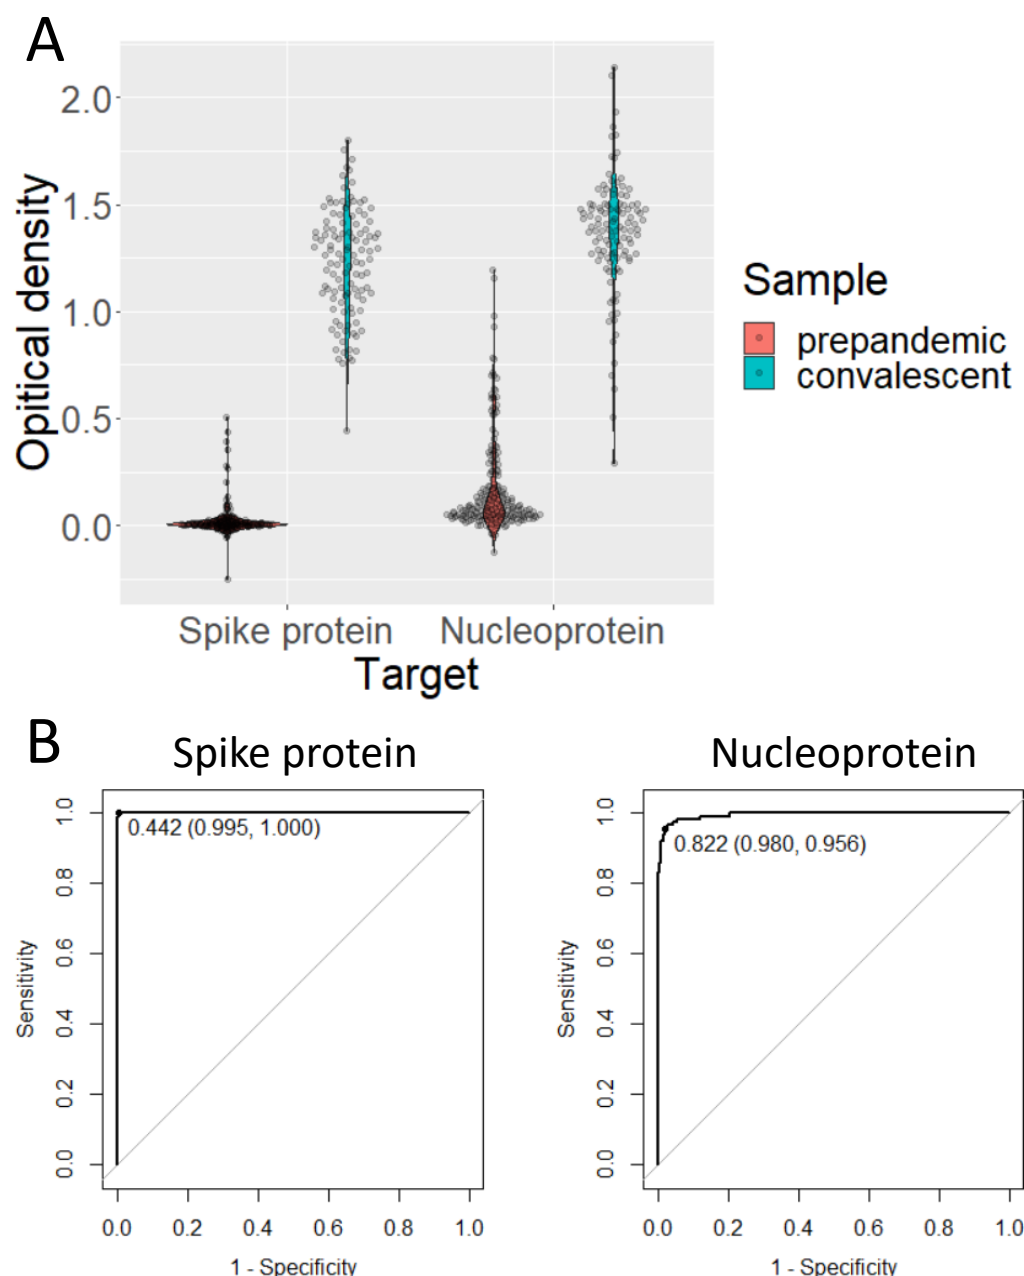 A
2.0
1.5
1.0
0.5
0.0
Opitical density
Spike protein
Nucleoprotein
Target
Sample
prepandemic
convalescent
B
Spike protein
Nucleoprotein
1.0
0.8
0.6
0.4
0.2
0.0
Sensitivity
0.442 (0.995, 1.000)
0.0 0.2 0.4 0.6 0.8 1.0
1 - Specificity
1.0
0.8
0.6
0.4
0.2
0.0
Sensitivity
0.822 (0.980, 0.956)
0.0 0.2 0.4 0.6 0.8 1.0
1 - Specificity